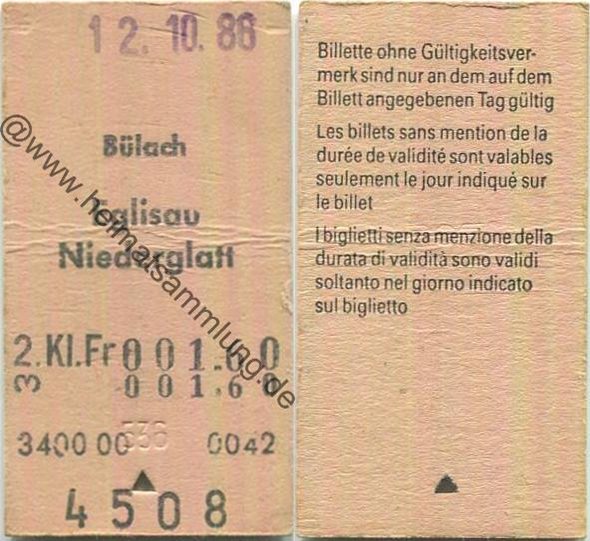 12.10.86
Bülach
Eglisau
Niederglatt
2.Kl.Fr 001.60
3 001.60
3400 00 336 0042
4508
@www.heimatsammlung.de
Billette ohne Gültigkeitsver-
merk sind nur an dem auf dem
Billett angegebenen Tag gültig
Les billets sans mention de la
durée de validité sont valables
seulement le jour indiqué sur
le billet
I biglietti senza menzione della
durata di validità sono validi
soltanto nel giorno indicato
sul biglietto